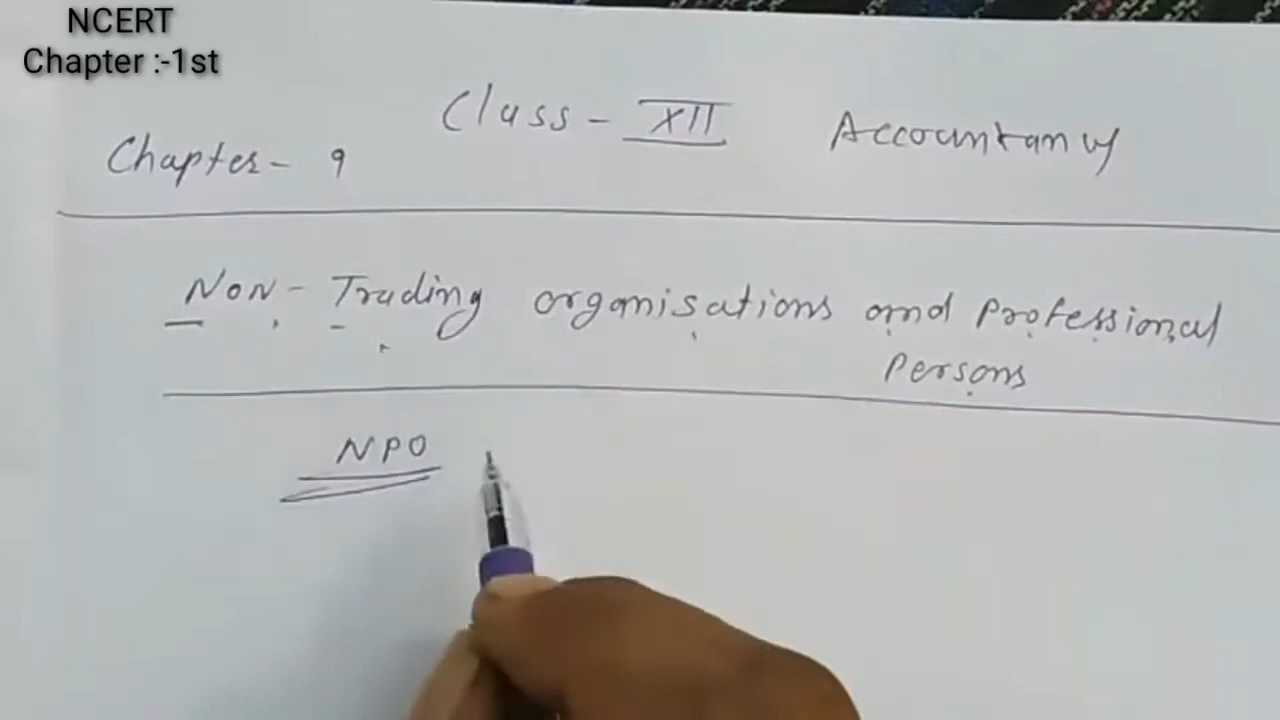 NCERT
Chapter :-1st
Class - XII Accountancy
Chapter - 9
Non - Trading organisations and professional
persons
NPO